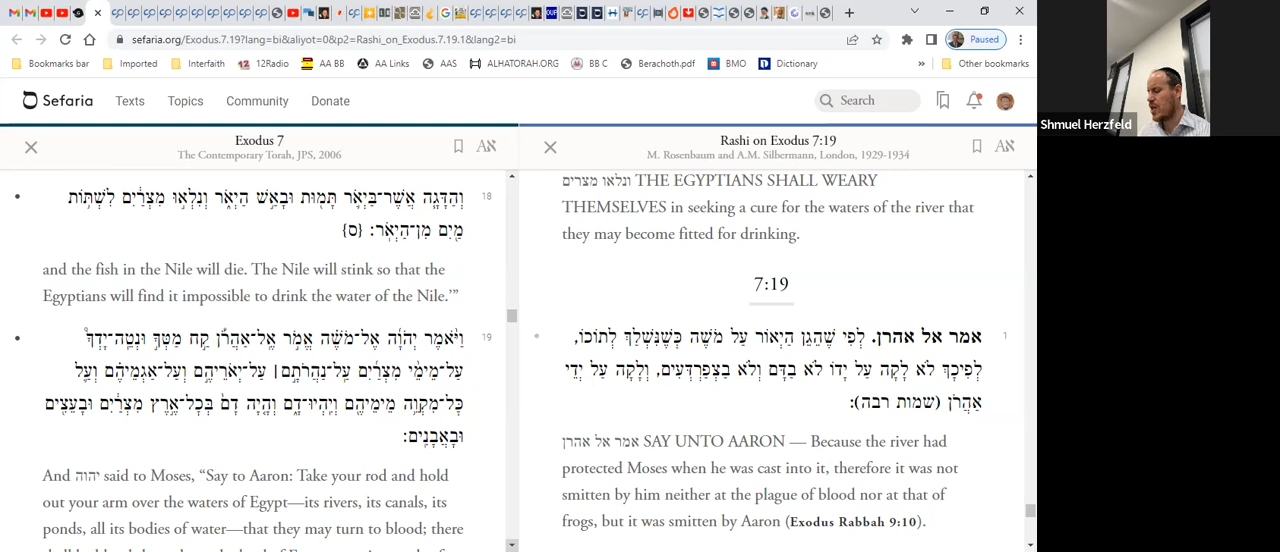 Paused
sefaria.org/Exodus.7.19?lang=bi&aliyot=0&p2=Rashi_on_Exodus.7.19.1&lang2=bi
Bookmarks bar Imported Interfaith 12Radio AA BB AA Links AAS ALHATORAH.ORG BB C Berachoth.pdf BMO Dictionary » Other bookmarks
Sefaria Texts Topics Community Donate Search
Shmuel Herzfeld
Exodus 7
The Contemporary Torah, JPS, 2006
18
וְהַדָּגָ֧ה אֲשֶׁר־בַּיְאֹ֛ר תָּמ֖וּת וּבָאַ֣שׁ הַיְאֹ֑ר וְנִלְא֣וּ מִצְרַ֔יִם לִשְׁתּ֥וֹת
מַ֖יִם מִן־הַיְאֹֽר׃ {ס}
and the fish in the Nile will die. The Nile will stink so that the
Egyptians will find it impossible to drink the water of the Nile.’”
19
וַיֹּ֨אמֶר יְהֹוָ֜ה אֶל־מֹשֶׁ֗ה אֱמֹ֣ר אֶֽל־אַהֲרֹ֡ן קַ֣ח מַטְּךָ֣ וּנְטֵֽה־יָדְךָ֩
עַל־מֵימֵ֨י מִצְרַ֜יִם עַֽל־נַהֲרֹתָ֣ם ׀ עַל־יְאֹרֵיהֶ֣ם וְעַל־אַגְמֵיהֶ֗ם וְעַ֛ל
כׇּל־מִקְוֵ֥ה מֵימֵיהֶ֖ם וְיִֽהְיוּ־דָ֑ם וְהָ֤יָה דָם֙ בְּכׇל־אֶ֣רֶץ מִצְרַ֔יִם וּבָעֵצִ֖ים
וּבָאֲבָנִֽים׃
And יהוה said to Moses, “Say to Aaron: Take your rod and hold
out your arm over the waters of Egypt—its rivers, its canals, its
ponds, all its bodies of water—that they may turn to blood; there
Rashi on Exodus 7:19
M. Rosenbaum and A.M. Silbermann, London, 1929-1934
ונלאו מצרים THE EGYPTIANS SHALL WEARY
THEMSELVES in seeking a cure for the waters of the river that
they may become fitted for drinking.
7:19
1
אמר אל אהרן. לְפִי שֶׁהֵגֵן הַיְאוֹר עַל מֹשֶׁה כְּשֶׁנִּשְׁלַךְ לְתוֹכוֹ,
לְפִיכָךְ לֹא לָקָה עַל יָדוֹ לֹא בַדָּם וְלֹא בַצְפַרְדְּעִים, וְלָקָה עַל יְדֵי
אַהֲרֹן (שמות רבה):
אמר אל אהרן SAY UNTO AARON — Because the river had
protected Moses when he was cast into it, therefore it was not
smitten by him neither at the plague of blood nor at that of
frogs, but it was smitten by Aaron (Exodus Rabbah 9:10).